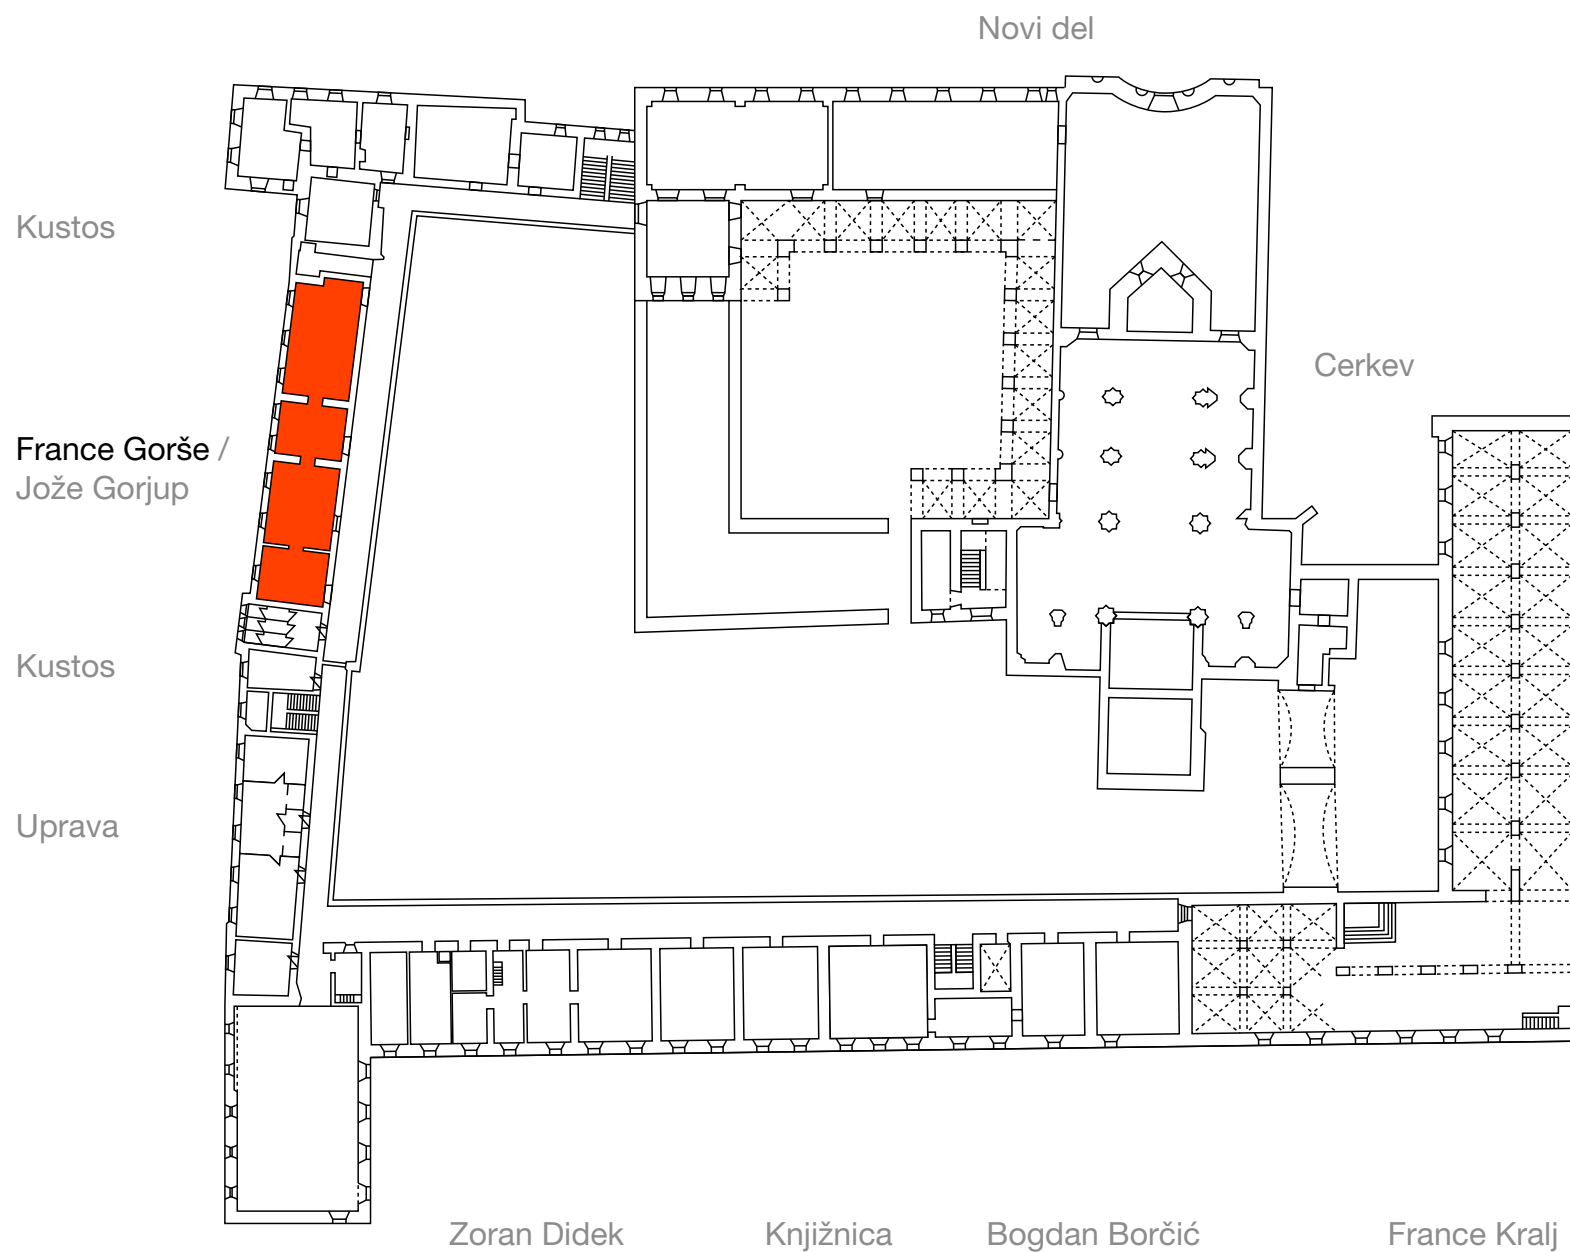 Novi del
Kustos
Cerkev
France Gorše /
Jože Gorjup
Kustos
Uprava
Zoran Didek
Knjižnica
Bogdan Borčić
France Kralj